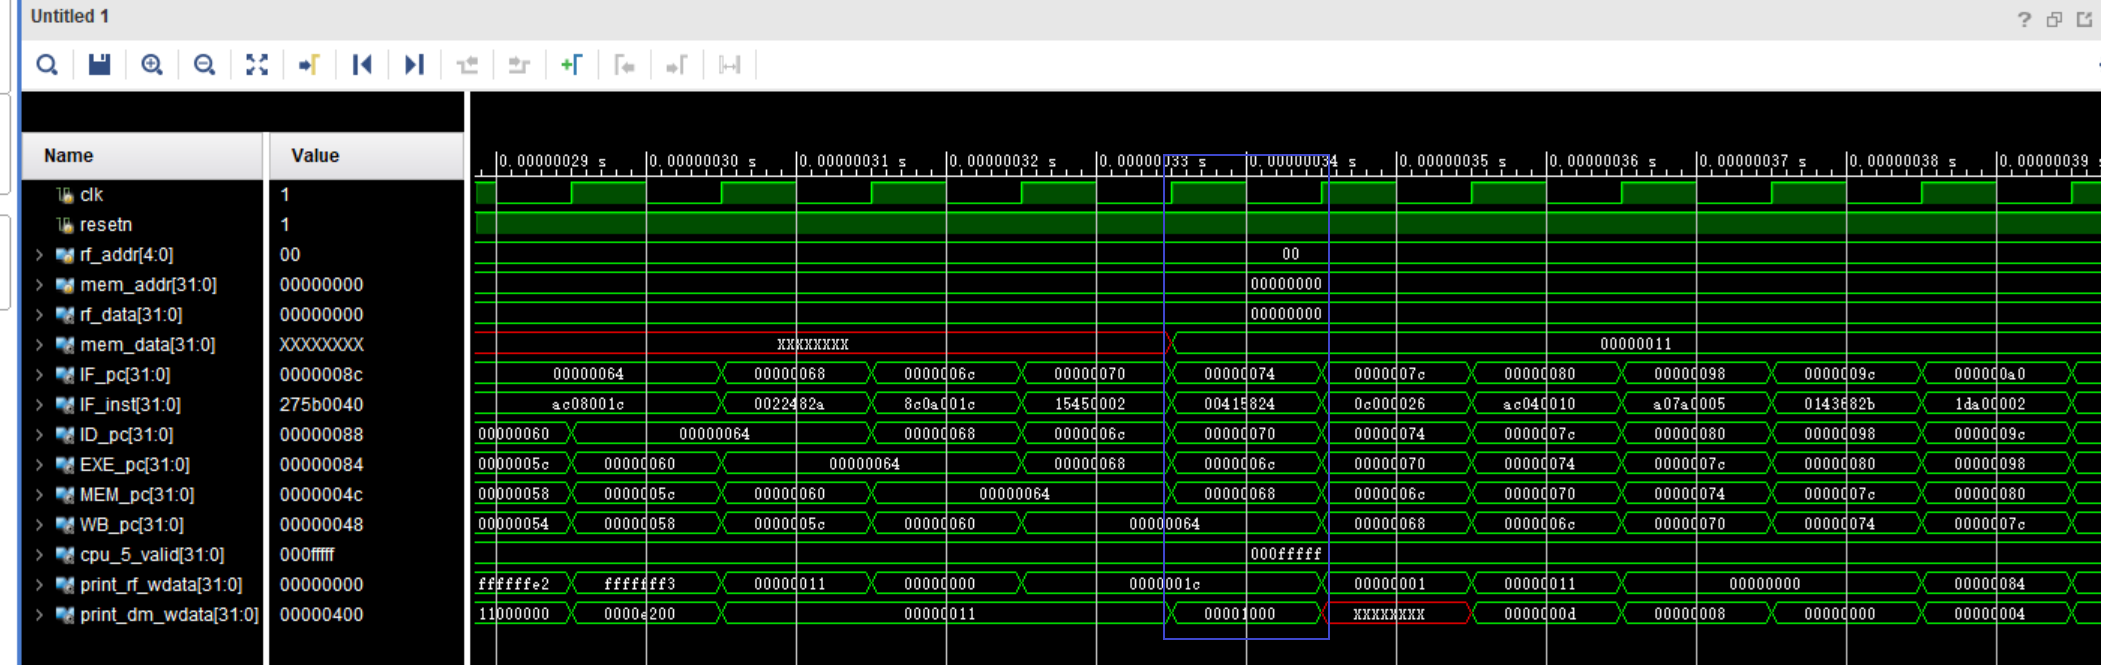 Untitled 1
?
Name Value
0.00000029 s 0.00000030 s 0.00000031 s 0.00000032 s 0.00000033 s 0.00000034 s 0.00000035 s 0.00000036 s 0.00000037 s 0.00000038 s 0.00000039 s
clk 1
resetn 1
rf_addr[4:0] 00 00
mem_addr[31:0] 00000000 00000000
rf_data[31:0] 00000000 00000000
mem_data[31:0] XXXXXXXX XXXXXXXX 00000011
IF_pc[31:0] 0000008c 00000064 00000068 0000006c 00000070 00000074 0000007c 00000080 00000098 0000009c 000000a0
IF_inst[31:0] 275b0040 ac08001c 0022482a 8c0a001c 15450002 00415824 0c000026 ac040010 a07a0005 0143682b 1da00002
ID_pc[31:0] 00000088 00000060 00000064 00000068 0000006c 00000070 00000074 0000007c 00000080 00000098 0000009c
EXE_pc[31:0] 00000084 0000005c 00000060 00000064 00000068 0000006c 00000070 00000074 0000007c 00000080 00000098
MEM_pc[31:0] 0000004c 00000058 0000005c 00000060 00000064 00000068 0000006c 00000070 00000074 0000007c 00000080
WB_pc[31:0] 00000048 00000054 00000058 0000005c 00000060 00000064 00000068 0000006c 00000070 00000074 0000007c
cpu_5_valid[31:0] 000fffff 000fffff
print_rf_wdata[31:0] 00000000 ffffffe2 fffffff3 00000011 00000000 0000001c 00000001 00000011 00000000 00000084
print_dm_wdata[31:0] 00000400 11000000 0000e200 00000011 00001000 XXXXXXXX 0000000d 00000008 00000000 00000004